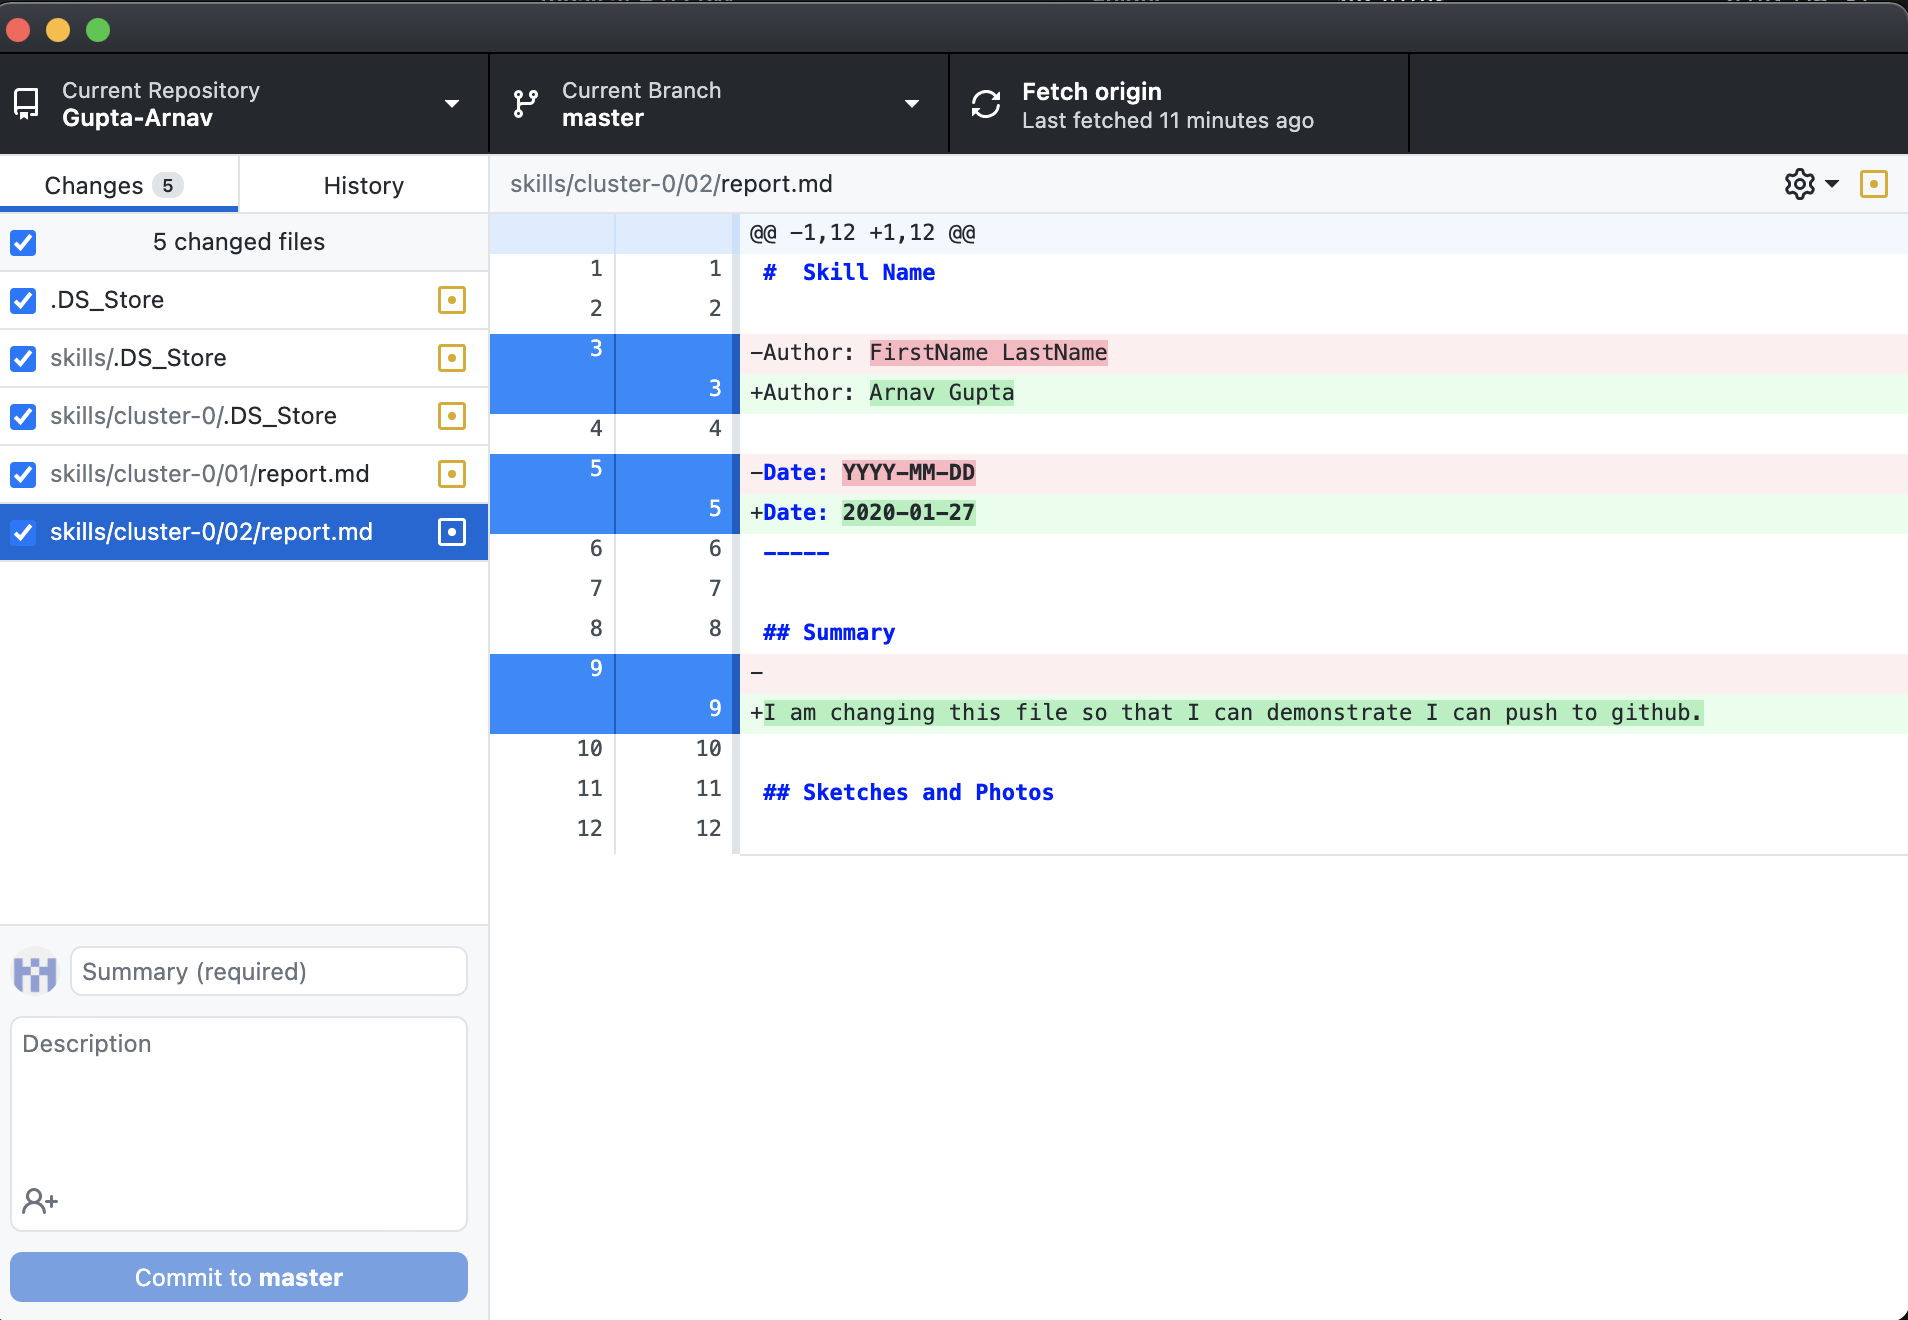 Current Repository
Gupta-Arnav
Current Branch
master
Fetch origin
Last fetched 11 minutes ago
Changes 5
History
skills/cluster-0/02/report.md
5 changed files
.DS_Store
skills/.DS_Store
skills/cluster-0/.DS_Store
skills/cluster-0/01/report.md
skills/cluster-0/02/report.md
@@ -1,12 +1,12 @@
1 1 # Skill Name
2 2
3 -Author: FirstName LastName
3 +Author: Arnav Gupta
4 4
5 -Date: YYYY-MM-DD
5 +Date: 2020-01-27
6 6 -----
7 7
8 8 ## Summary
9 -
9 +I am changing this file so that I can demonstrate I can push to github.
10 10
11 11 ## Sketches and Photos
12 12
Summary (required)
Description
Commit to master